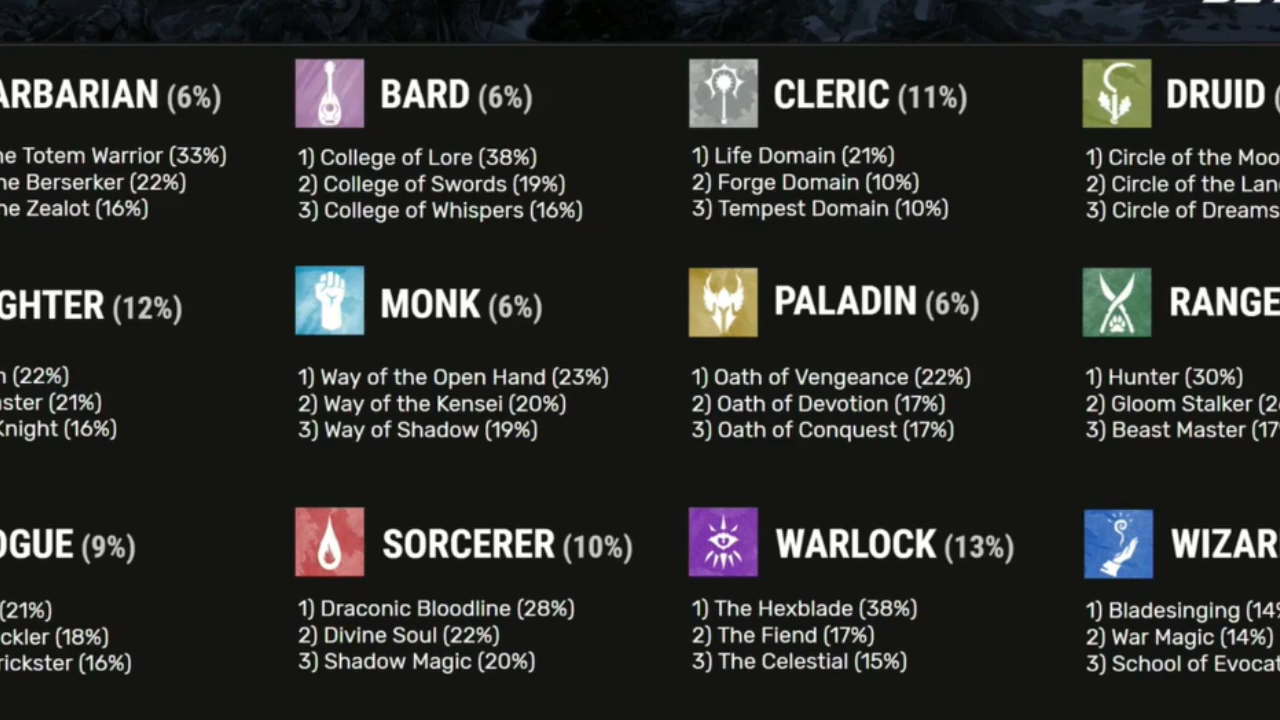 ARBARIAN (6%)
ne Totem Warrior (33%)
ne Berserker (22%)
ne Zealot (16%)
BARD (6%)
1) College of Lore (38%)
2) College of Swords (19%)
3) College of Whispers (16%)
CLERIC (11%)
1) Life Domain (21%)
2) Forge Domain (10%)
3) Tempest Domain (10%)
DRUID (
1) Circle of the Moo
2) Circle of the Lan
3) Circle of Dreams
GHTER (12%)
n (22%)
aster (21%)
Knight (16%)
MONK (6%)
1) Way of the Open Hand (23%)
2) Way of the Kensei (20%)
3) Way of Shadow (19%)
PALADIN (6%)
1) Oath of Vengeance (22%)
2) Oath of Devotion (17%)
3) Oath of Conquest (17%)
RANGE
1) Hunter (30%)
2) Gloom Stalker (2
3) Beast Master (17
OGUE (9%)
(21%)
ckler (18%)
rickster (16%)
SORCERER (10%)
1) Draconic Bloodline (28%)
2) Divine Soul (22%)
3) Shadow Magic (20%)
WARLOCK (13%)
1) The Hexblade (38%)
2) The Fiend (17%)
3) The Celestial (15%)
WIZAR
1) Bladesinging (14%
2) War Magic (14%)
3) School of Evocat